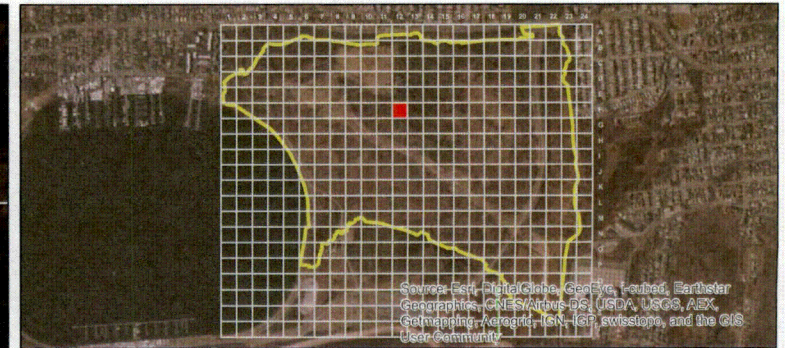 1 2 3 4 5 6 7 8 9 10 11 12 13 14 15 16 17 18 19 20 21 22 23 24
G
H
I
J
K
L
M
Source: Esri, DigitalGlobe, GeoEye, i-cubed, Earthstar
Geographics, CNES/Airbus DS, USDA, USGS, AEX,
Getmapping, Aerogrid, IGN, IGP, swisstopo, and the GIS
User Community